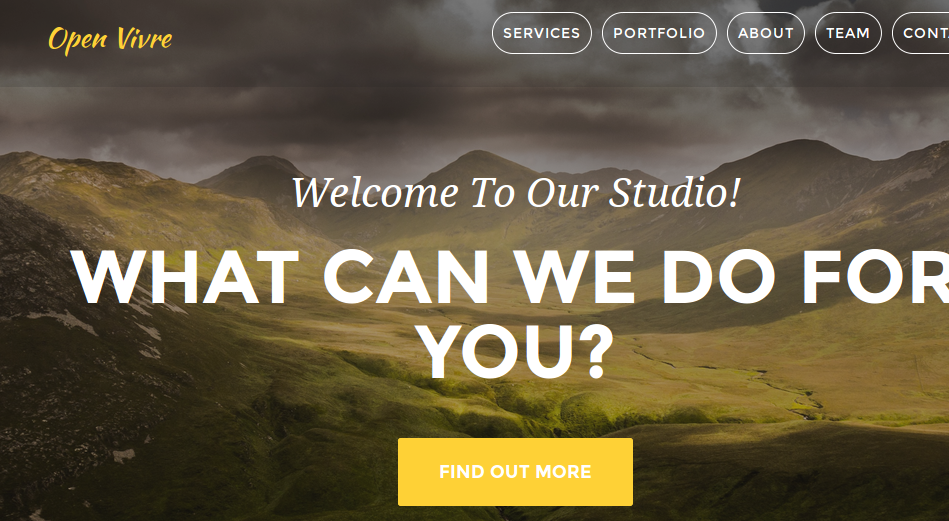 Open Vivre
SERVICES PORTFOLIO ABOUT TEAM
Welcome To Our Studio!
WHAT CAN WE DO FOR
YOU?
FIND OUT MORE